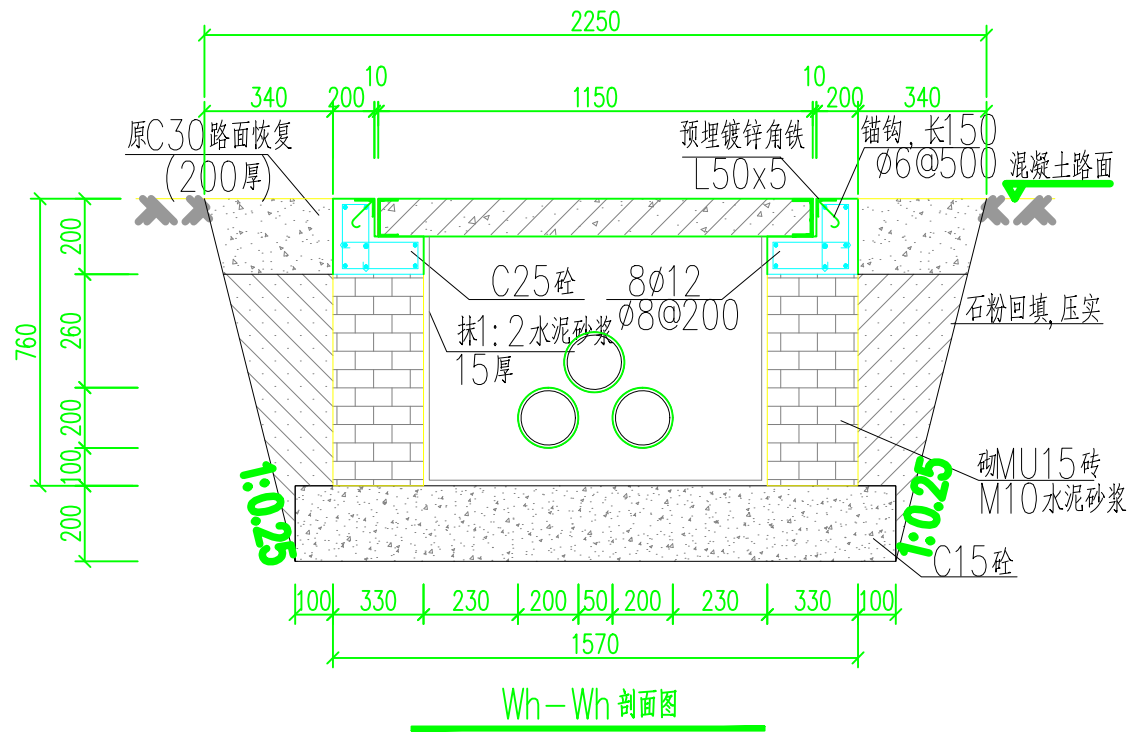 2250
10
10
340
200
1150
200
340
原C30路面恢复
(200厚)
预埋镀锌角铁
L50x5
锚钩, 长150
ø6@500
混凝土路面
200
760
260
200
100
200
C25砼
8ø12
ø8@200
抹1:2水泥砂浆
15厚
石粉回填,压实
砌MU15砖
M10水泥砂浆
1:0.25
1:0.25
C15砼
100
330
230
200
50
200
230
330
100
1570
Wh-Wh 剖面图